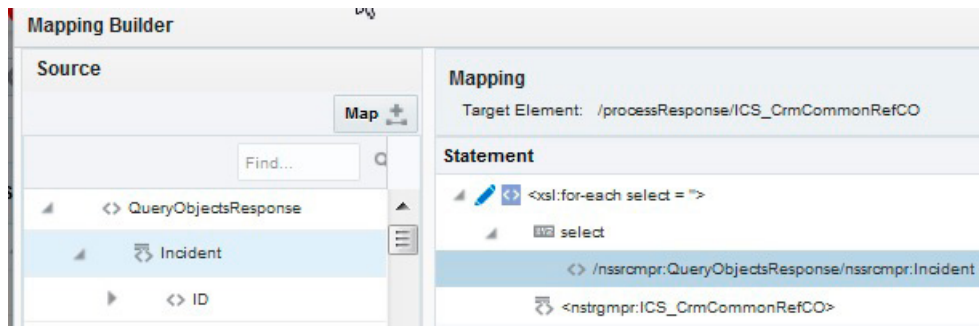 Mapping Builder
Source
Map
Find...
QueryObjectsResponse
Incident
<> ID
Mapping
Target Element: /processResponse/ICS_CrmCommonRefCO
Statement
<xsl:for-each select = ''>
select
<> /nssrcmpr:QueryObjectsResponse/nssrcmpr:Incident
<nstrgmpr:ICS_CrmCommonRefCO>